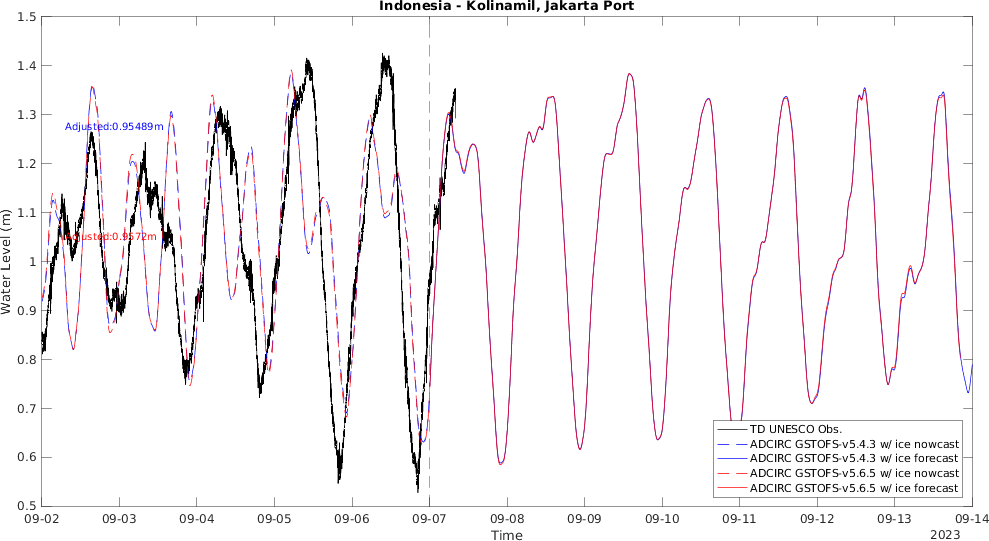 Indonesia - Kolinamil, Jakarta Port
1.5
1.4
1.3
1.2
1.1
1
0.9
0.8
0.7
0.6
0.5
Water Level (m)
Adjusted:0.95489m
Adjusted:0.9572m
TD UNESCO Obs.
ADCIRC GSTOFS-v5.4.3 w/ ice nowcast
ADCIRC GSTOFS-v5.4.3 w/ ice forecast
ADCIRC GSTOFS-v5.6.5 w/ ice nowcast
ADCIRC GSTOFS-v5.6.5 w/ ice forecast
09-02 09-03 09-04 09-05 09-06 09-07 09-08 09-09 09-10 09-11 09-12 09-13 09-14
Time
2023